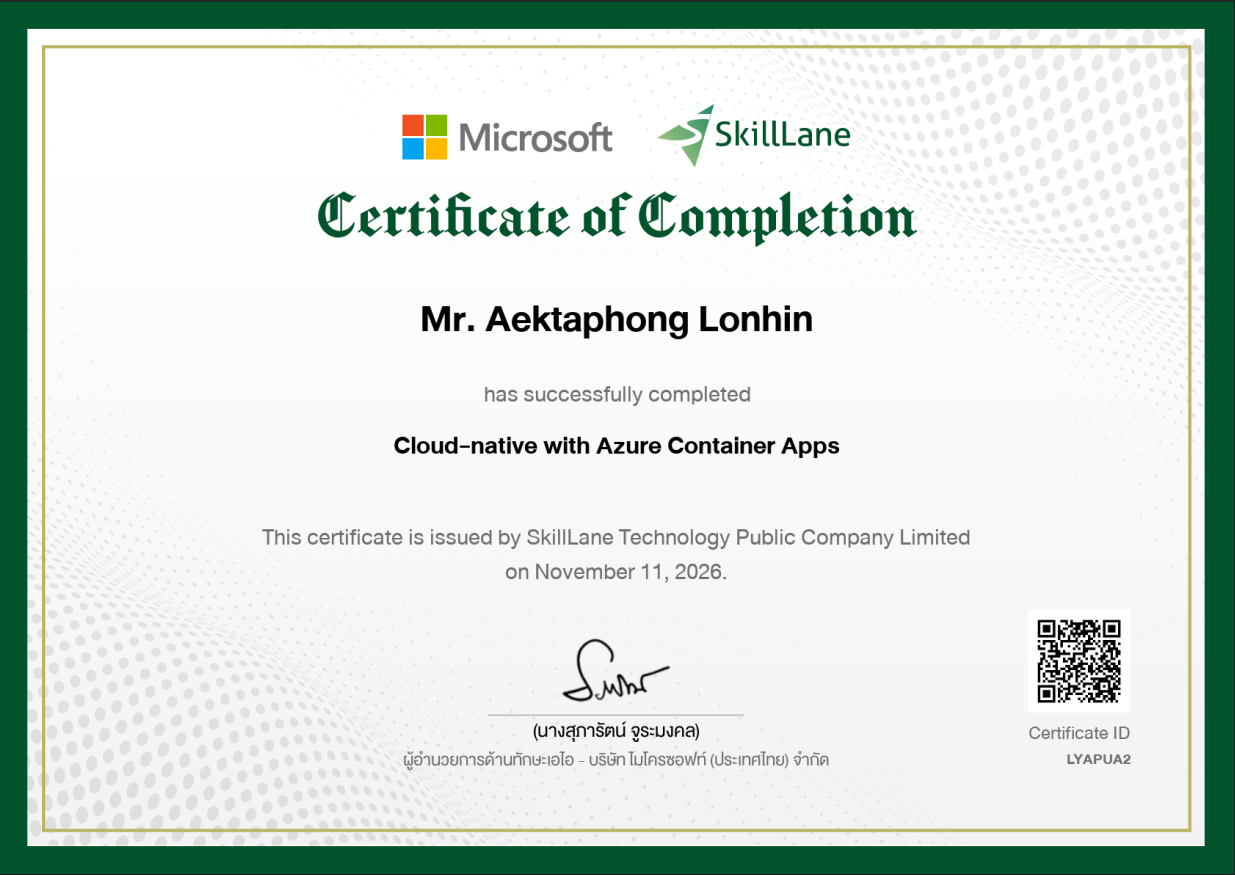 Microsoft
SkillLane
Certificate of Completion
Mr. Aektaphong Lonhin
has successfully completed
Cloud-native with Azure Container Apps
This certificate is issued by SkillLane Technology Public Company Limited
on November 11, 2026.
(นางสุภารัตน์ จูระมงคล)
ผู้อำนวยการด้านทักษะเอไอ - บริษัท ไมโครซอฟท์ (ประเทศไทย) จำกัด
Certificate ID
LYAPUA2